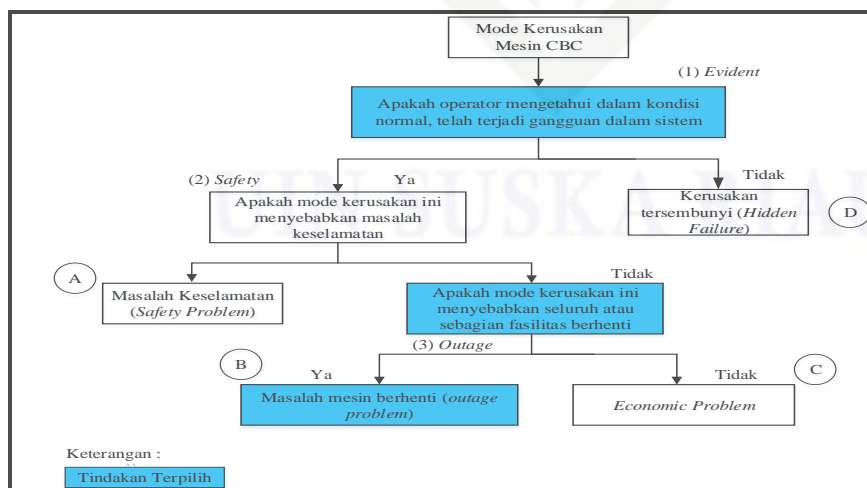 Mode Kerusakan
Mesin CBC
(1) Evident
Apakah operator mengetahui dalam kondisi
normal, telah terjadi gangguan dalam sistem
(2) Safety
Ya
Tidak
Apakah mode kerusakan ini
menyebabkan masalah
keselamatan
Kerusakan
tersembunyi (Hidden
Failure)
D
A
Tidak
Masalah Keselamatan
(Safety Problem)
Apakah mode kerusakan ini
menyebabkan seluruh atau
sebagian fasilitas berhenti
(3) Outage
B
Ya
Tidak
C
Masalah mesin berhenti (outage
problem)
Economic Problem
Keterangan :
Tindakan Terpilih
UIN SUSKA RIAU